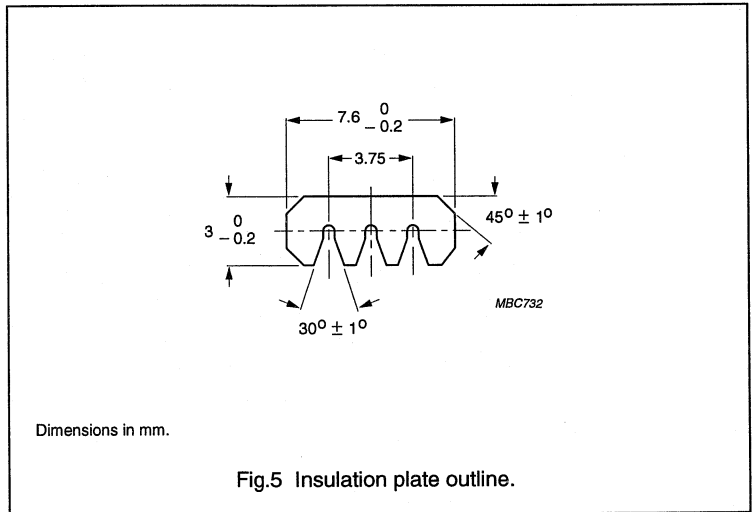 7.6 0
– 0.2
3.75
3 0
– 0.2
45° ± 1°
MBC732
30° ± 1°
Dimensions in mm.
Fig.5 Insulation plate outline.